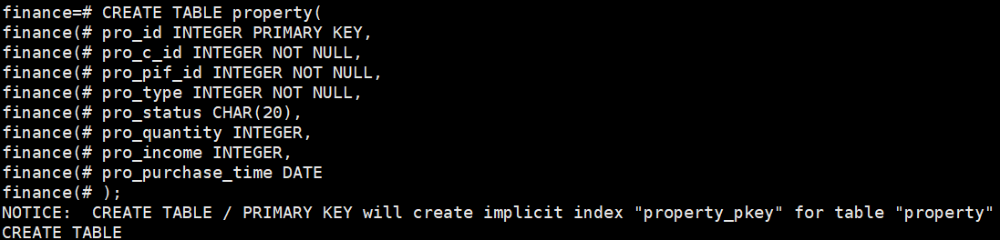 finance=# CREATE TABLE property(
finance(# pro_id INTEGER PRIMARY KEY,
finance(# pro_c_id INTEGER NOT NULL,
finance(# pro_pif_id INTEGER NOT NULL,
finance(# pro_type INTEGER NOT NULL,
finance(# pro_status CHAR(20),
finance(# pro_quantity INTEGER,
finance(# pro_income INTEGER,
finance(# pro_purchase_time DATE
finance(# );
NOTICE:  CREATE TABLE / PRIMARY KEY will create implicit index "property_pkey" for table "property"
CREATE TABLE